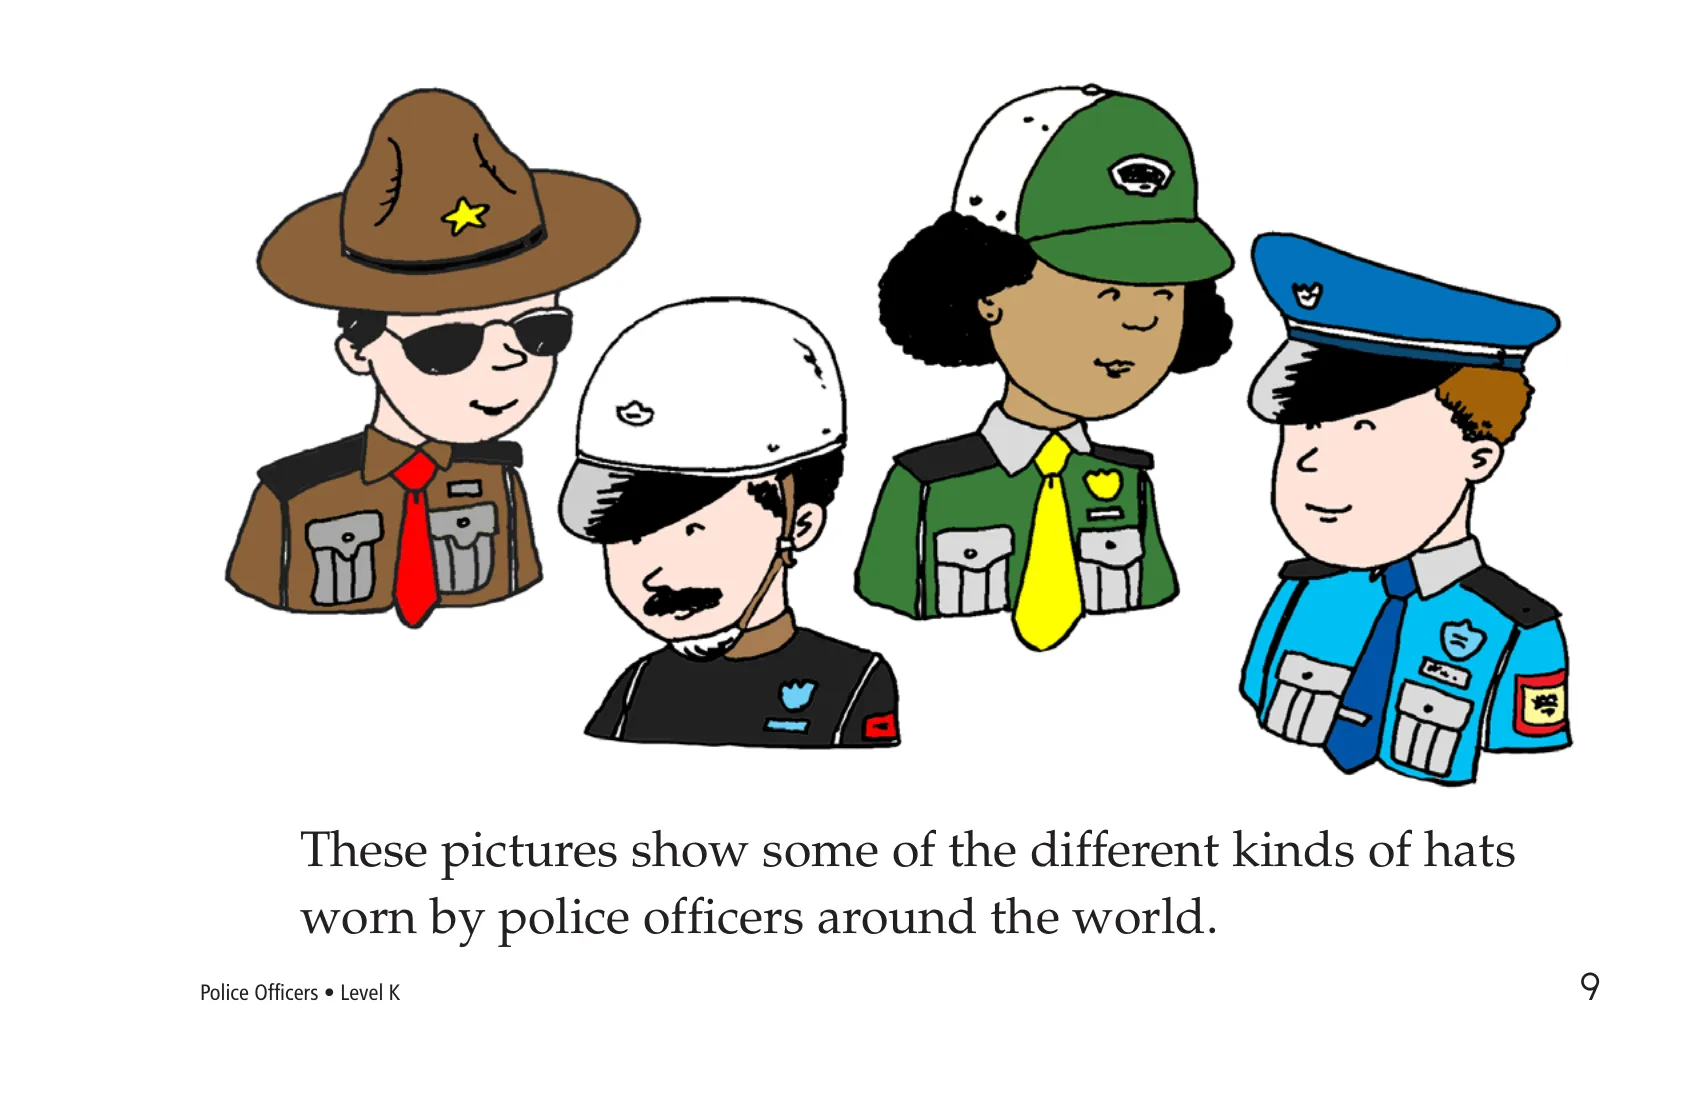 These pictures show some of the different kinds of hats
worn by police officers around the world.
Police Officers • Level K
9